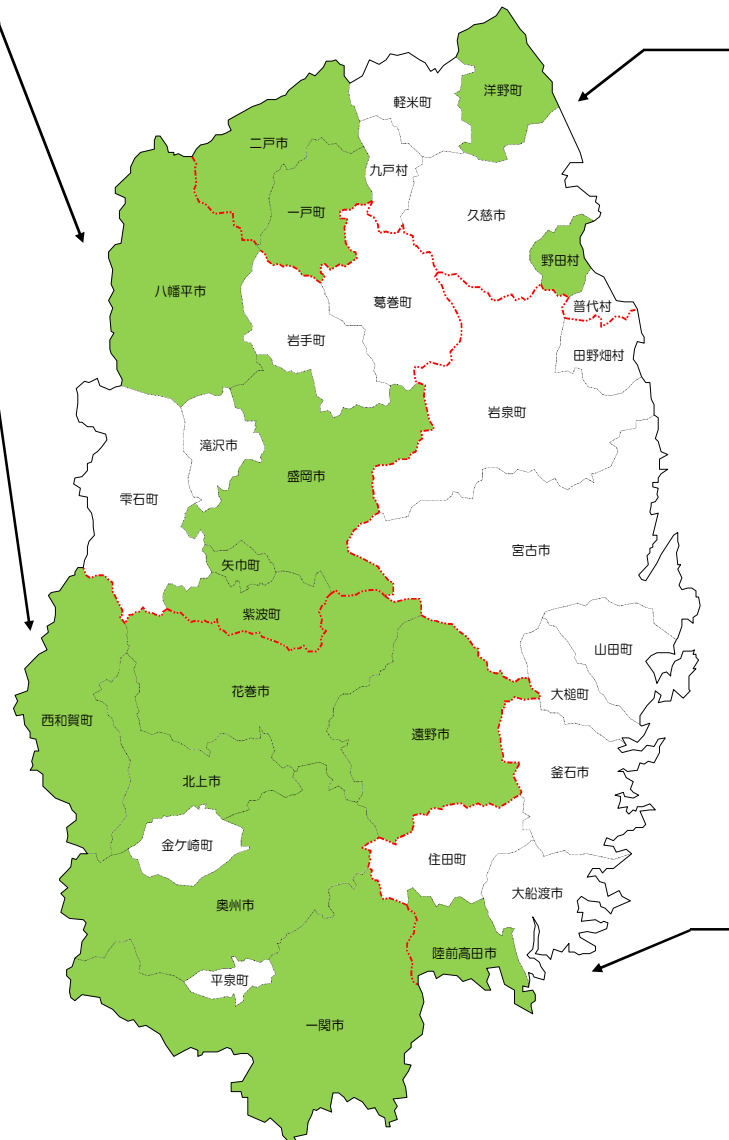 洋野町
軽米町
二戸市
九戸村
一戸町
久慈市
野田村
八幡平市
葛巻町
普代村
岩手町
田野畑村
岩泉町
滝沢市
盛岡市
雫石町
宮古市
矢巾町
紫波町
山田町
花巻市
大槌町
西和賀町
遠野市
釜石市
北上市
金ケ崎町
住田町
大船渡市
奥州市
陸前高田市
平泉町
一関市